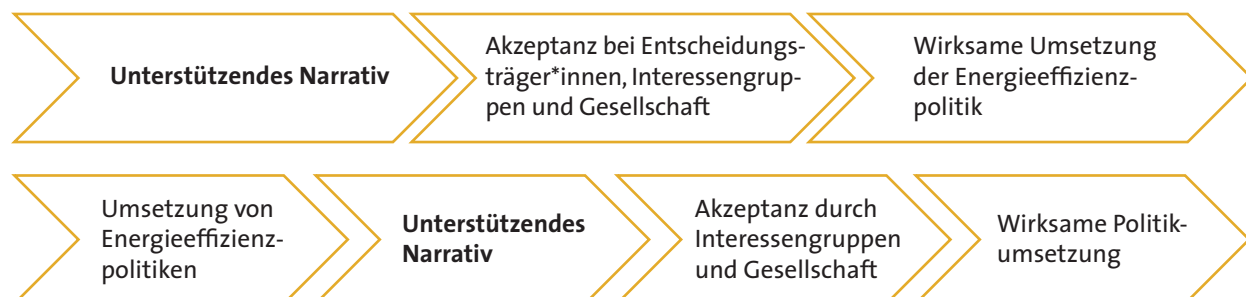 Unterstützendes Narrativ
Akzeptanz bei Entscheidungs-
träger*innen, Interessengrup-
pen und Gesellschaft
Wirksame Umsetzung
der Energieeffizienz-
politik
Umsetzung von
Energieeffizienz-
politiken
Unterstützendes
Narrativ
Akzeptanz durch
Interessengruppen
und Gesellschaft
Wirksame Politik-
umsetzung